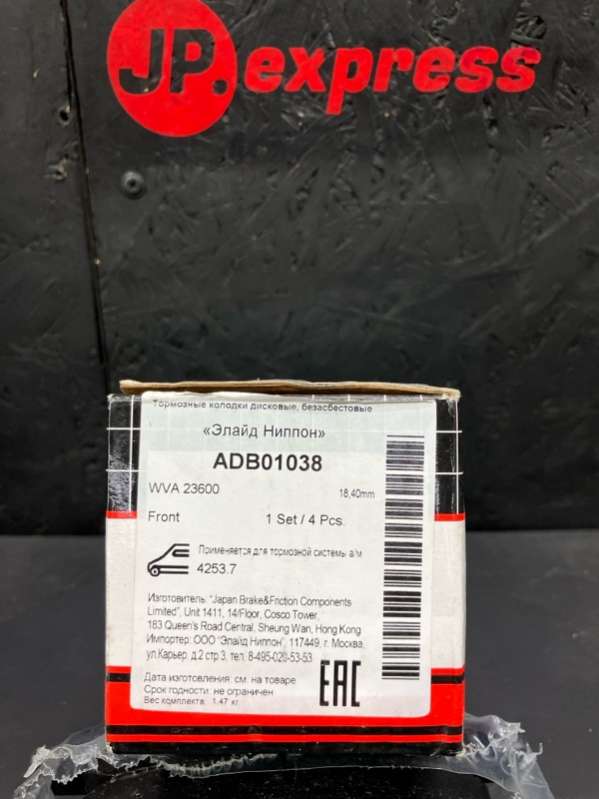 JP.express
Тормозные колодки дисковые, безасбестовые
«Элайд Ниппон»
ADB01038
WVA 23600
18,40mm
Front
1 Set / 4 Pcs.
Применяется для тормозной системы а/м
4253.7
Изготовитель: "Japan Brake&Friction Components
Limited", Unit 1411, 14/Floor, Cosco Tower,
183 Queen's Road Central, Sheung Wan, Hong Kong
Импортер: ООО "Элайд Ниппон", 117449, г. Москва,
ул.Карьер, д.2 стр.3, тел. 8-495-020-53-53
Дата изготовления: см. на товаре
Срок годности: не ограничен
Вес комплекта: 1.47 кг
EAC